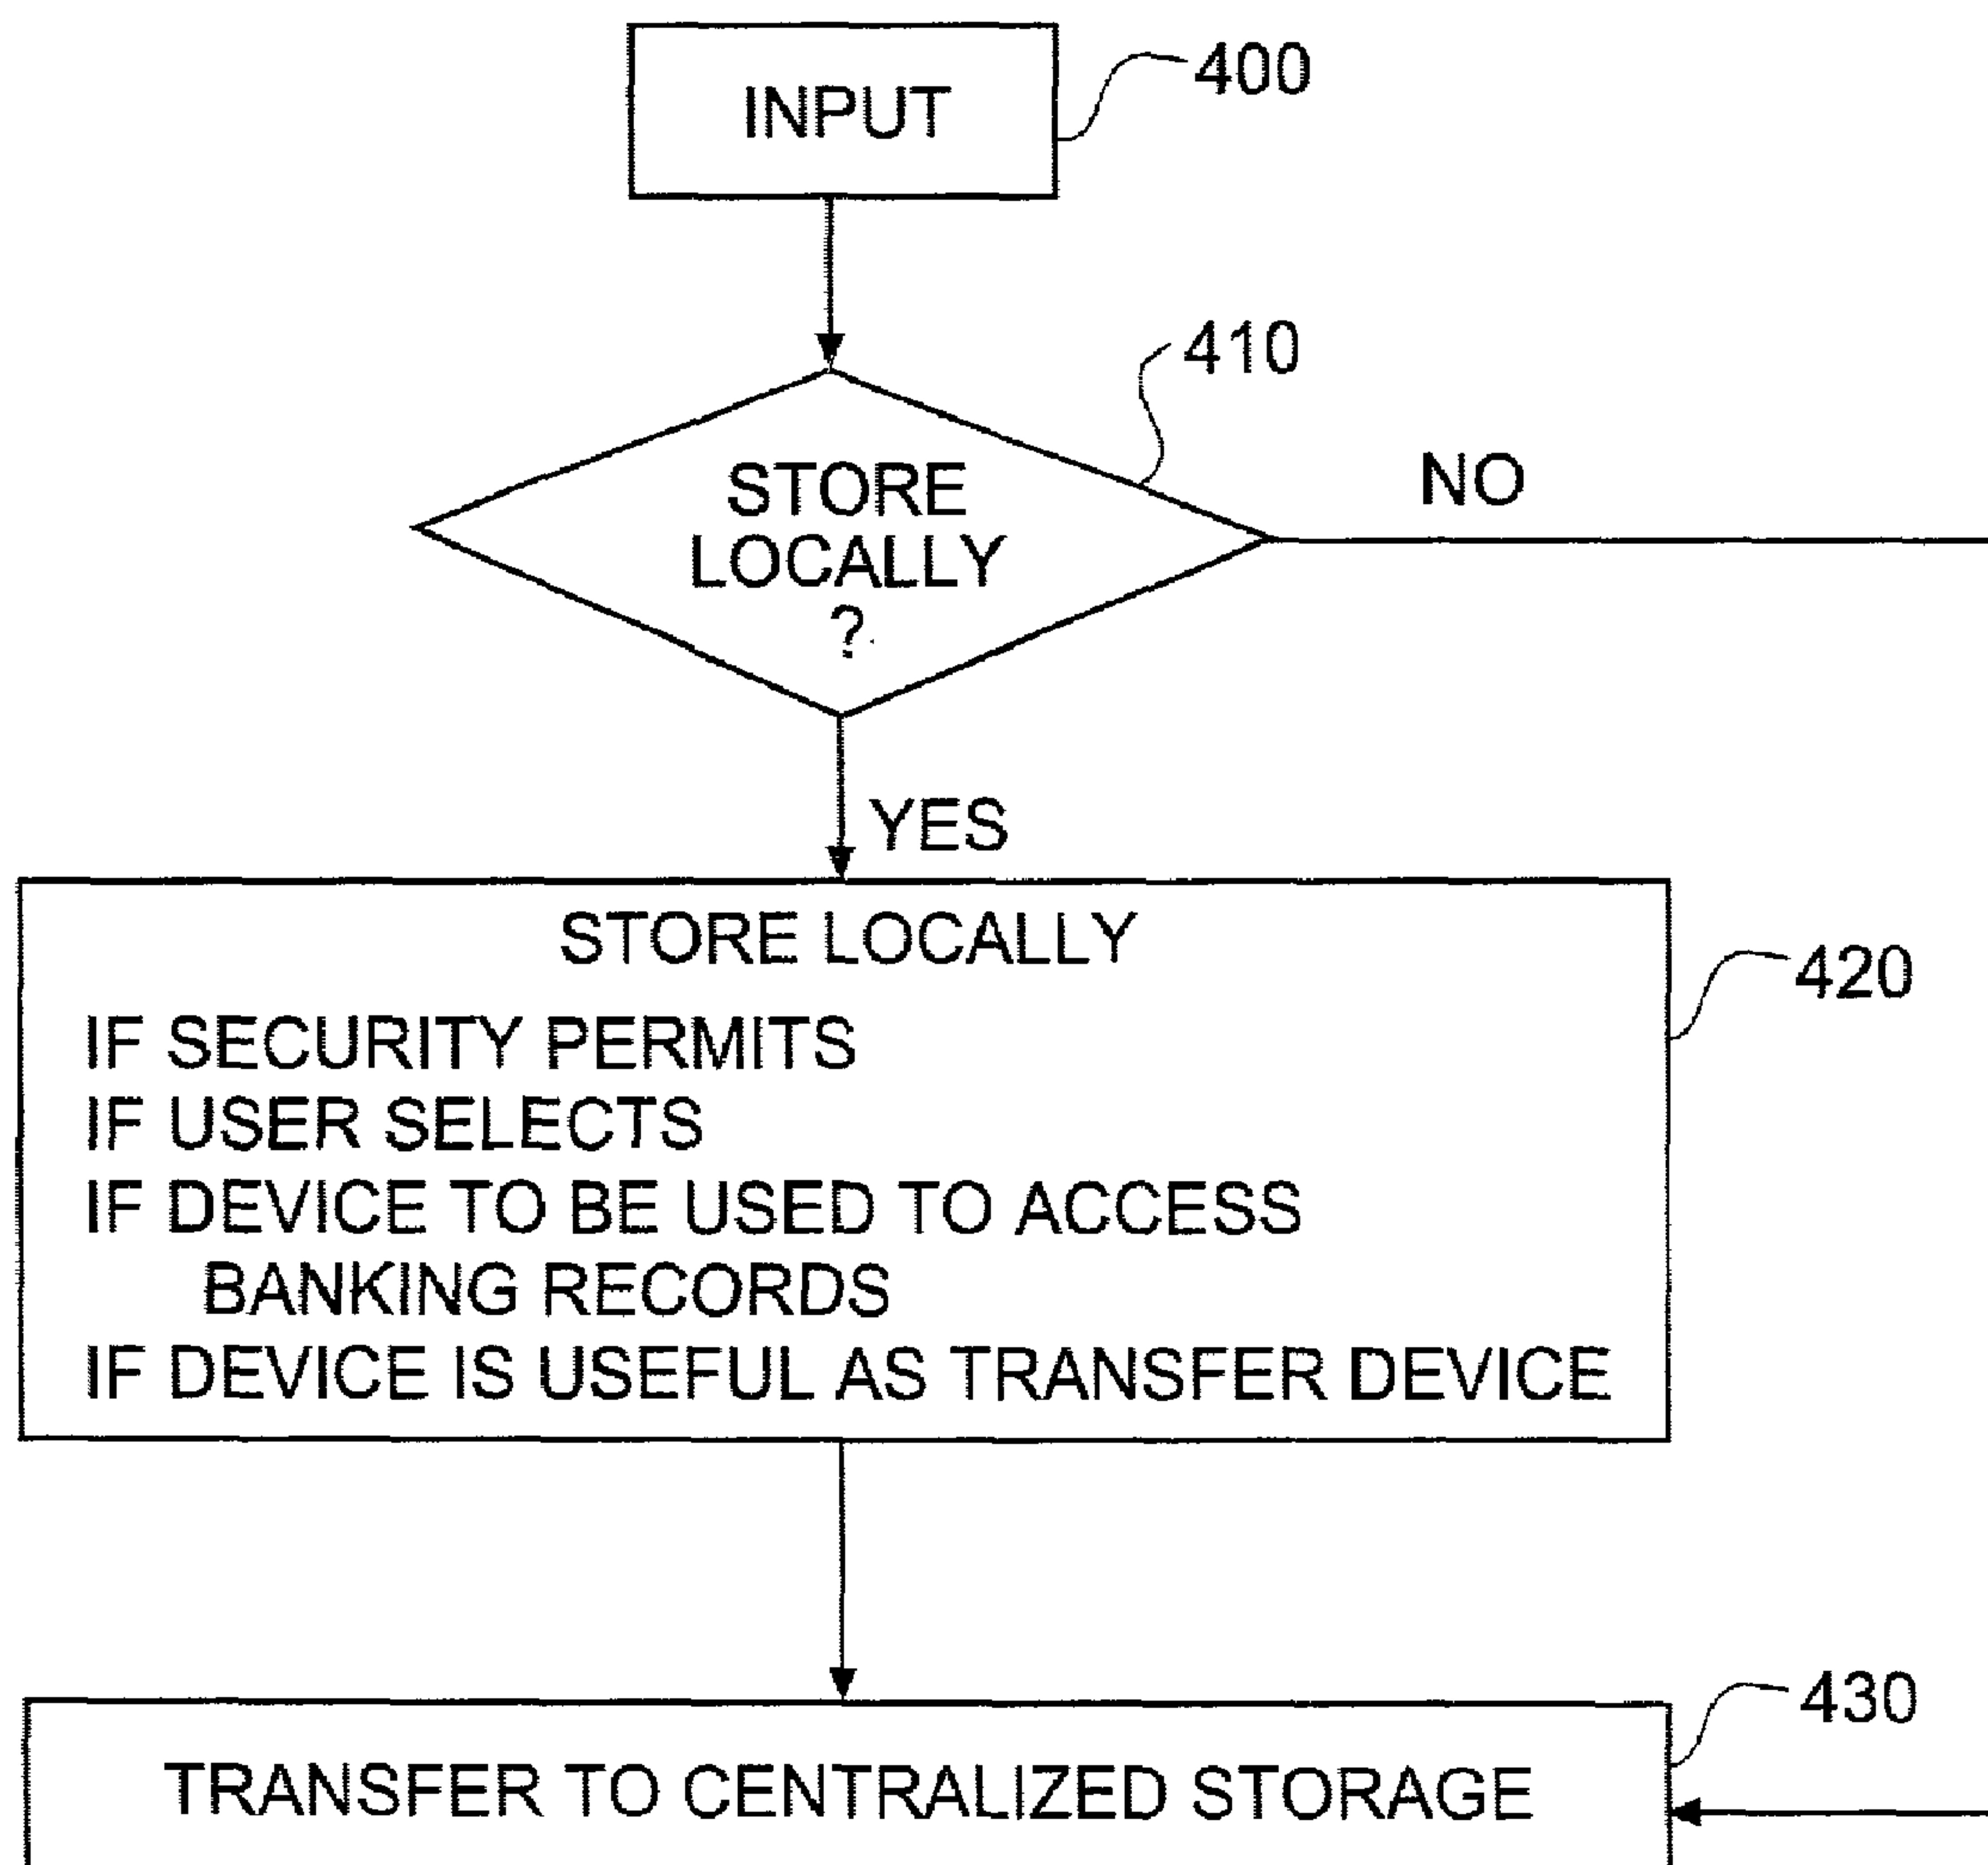 INPUT
400
410
STORE
LOCALLY
?
NO
YES
STORE LOCALLY
420
IF SECURITY PERMITS
IF USER SELECTS
IF DEVICE TO BE USED TO ACCESS
BANKING RECORDS
IF DEVICE IS USEFUL AS TRANSFER DEVICE
430
TRANSFER TO CENTRALIZED STORAGE